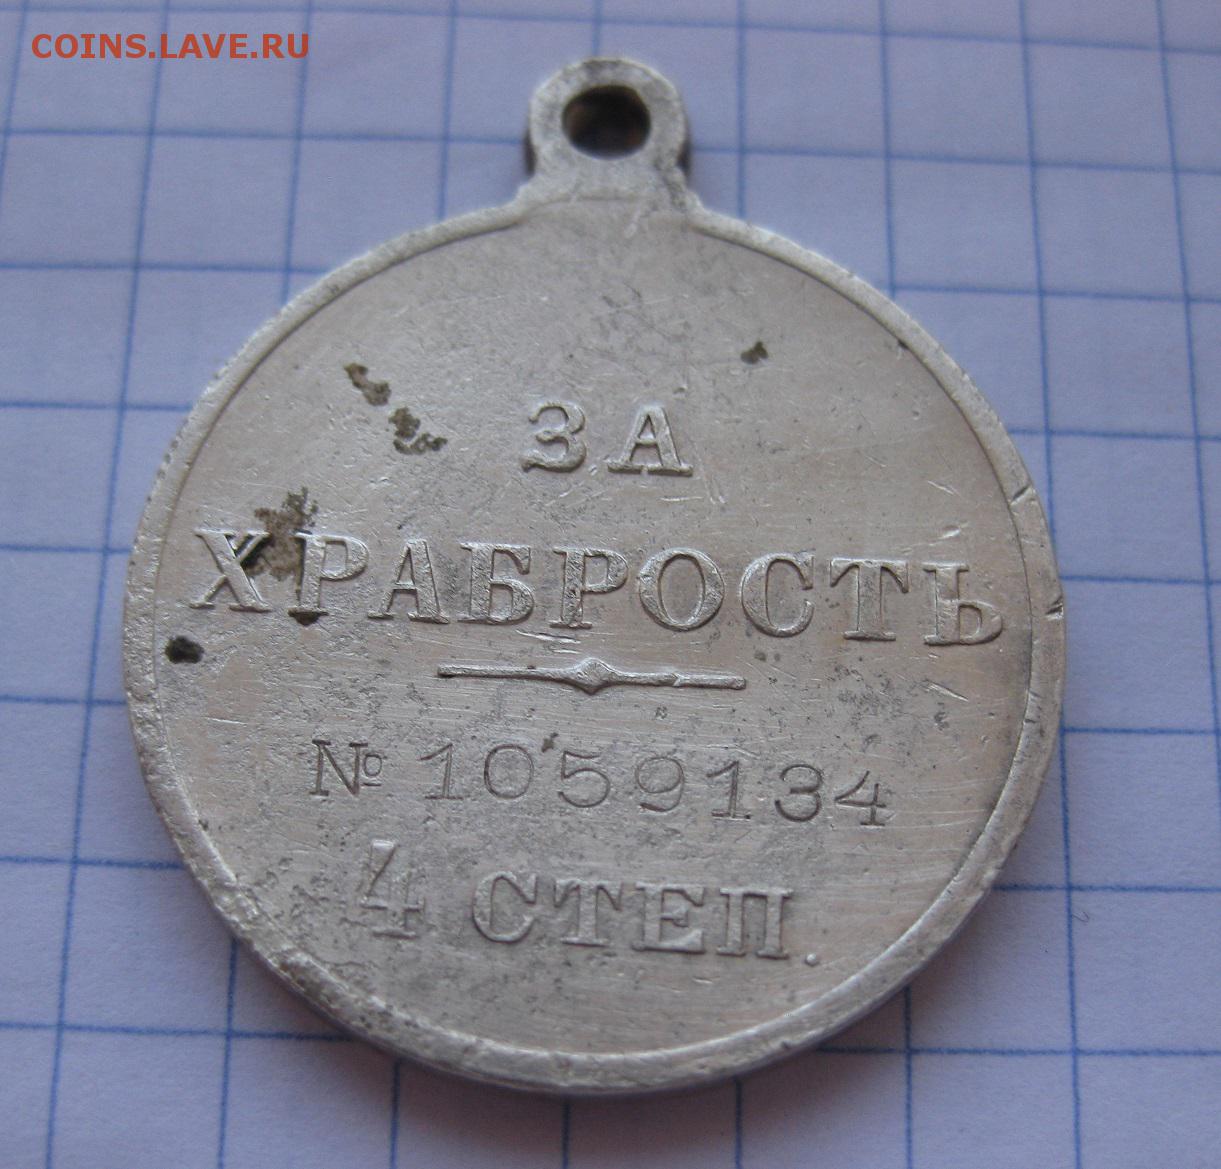 COINS.LAVE.RU
ЗА
ХРАБРОСТЬ
№ 1059134
4 СТЕП.